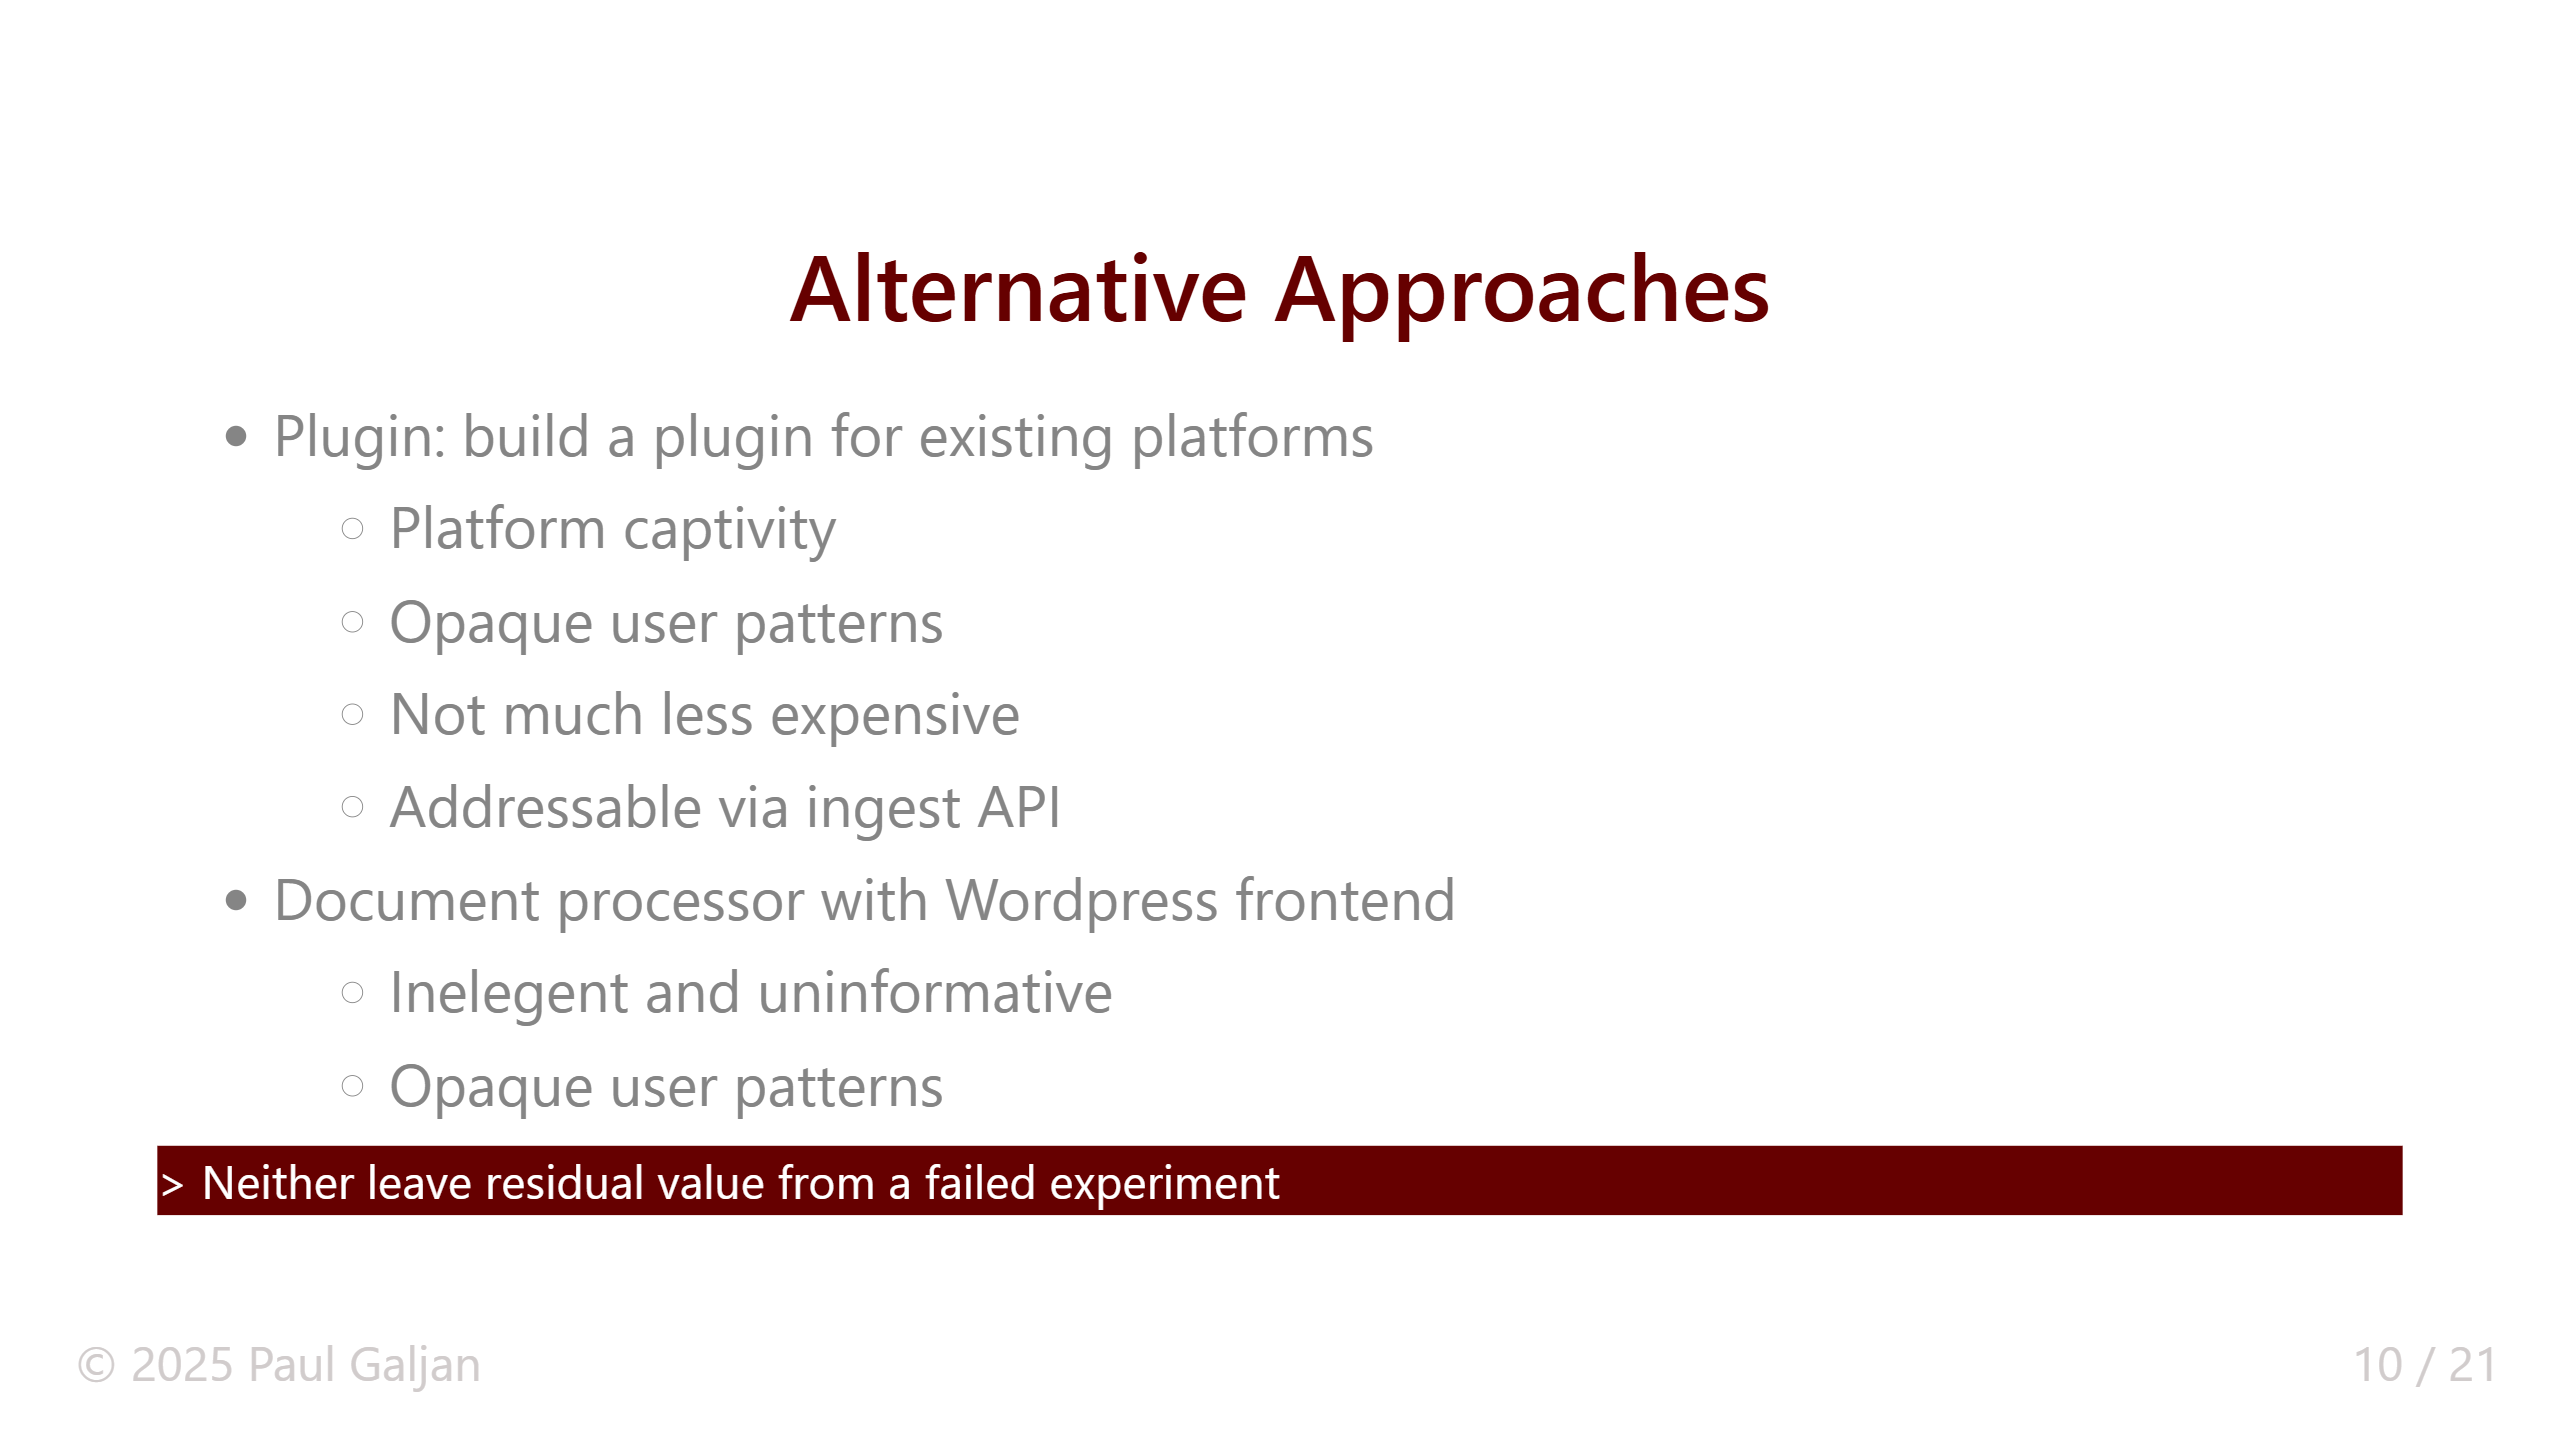 Alternative Approaches
• Plugin: build a plugin for existing platforms
○ Platform captivity
○ Opaque user patterns
○ Not much less expensive
○ Addressable via ingest API
• Document processor with Wordpress frontend
○ Inelegent and uninformative
○ Opaque user patterns
> Neither leave residual value from a failed experiment
© 2025 Paul Galjan
10 / 21